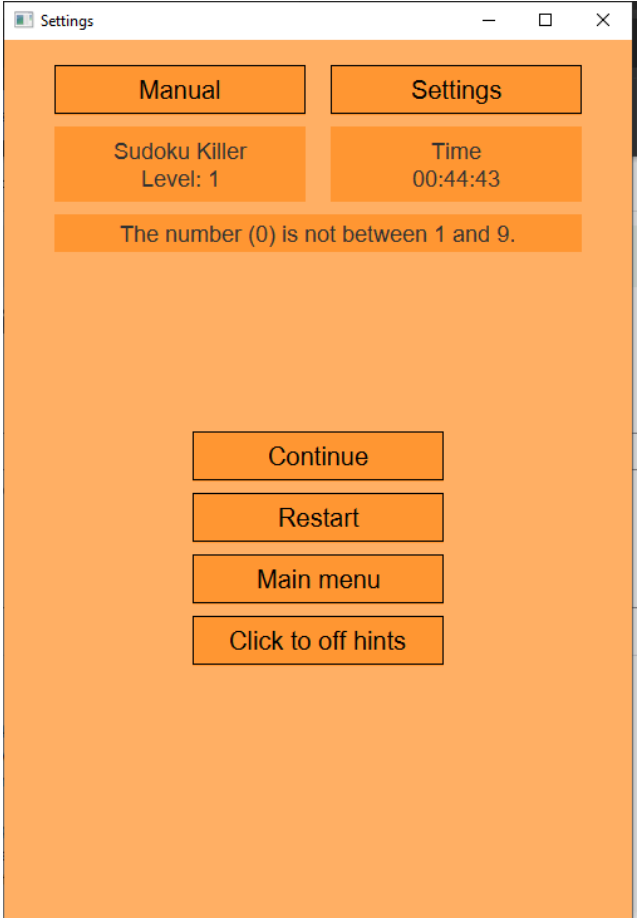 Settings
Manual
Settings
Sudoku Killer
Level: 1
Time
00:44:43
The number (0) is not between 1 and 9.
Continue
Restart
Main menu
Click to off hints